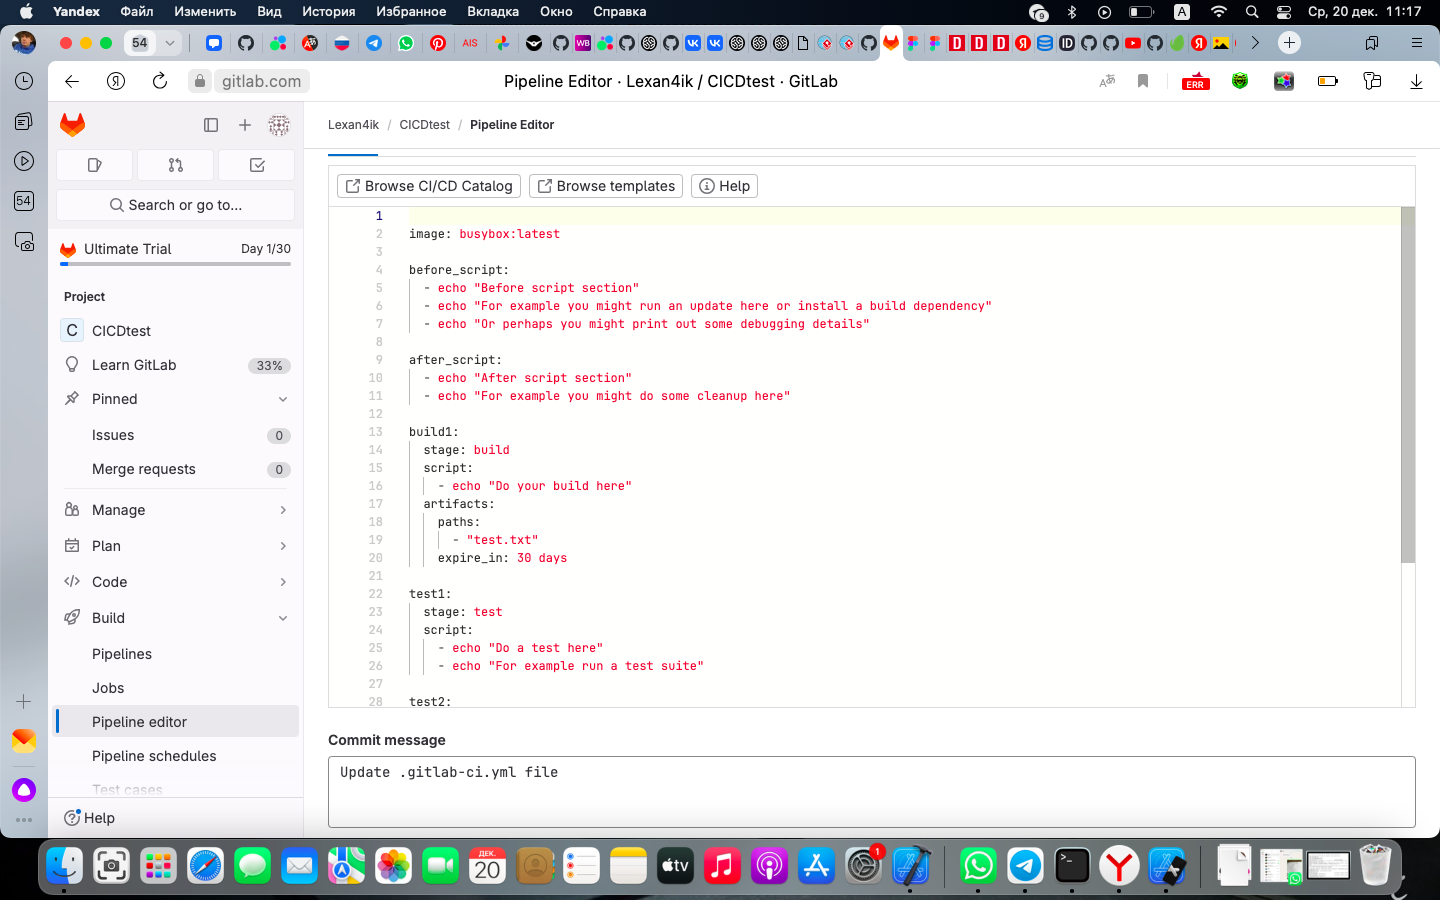 Yandex Файл Изменить Вид История Избранное Вкладка Окно Справка 9 A Ср, 20 дек. 11:17
54 AIS WB D D D Я ID Я
Я gitlab.com Pipeline Editor · Lexan4ik / CICDtest · GitLab ERR
Lexan4ik / CICDtest / Pipeline Editor
54
Search or go to...
Ultimate Trial Day 1/30
Project
C CICDtest
Learn GitLab 33%
Pinned
Issues 0
Merge requests 0
Manage
Plan
Code
Build
Pipelines
Jobs
Pipeline editor
Pipeline schedules
Test cases
Help
Browse CI/CD Catalog Browse templates Help
1
2 image: busybox:latest
3
4 before_script:
5 - echo "Before script section"
6 - echo "For example you might run an update here or install a build dependency"
7 - echo "Or perhaps you might print out some debugging details"
8
9 after_script:
10 - echo "After script section"
11 - echo "For example you might do some cleanup here"
12
13 build1:
14 stage: build
15 script:
16 - echo "Do your build here"
17 artifacts:
18 paths:
19 - "test.txt"
20 expire_in: 30 days
21
22 test1:
23 stage: test
24 script:
25 - echo "Do a test here"
26 - echo "For example run a test suite"
27
28 test2:
Commit message
Update .gitlab-ci.yml file
ДЕК.
20
tv
1